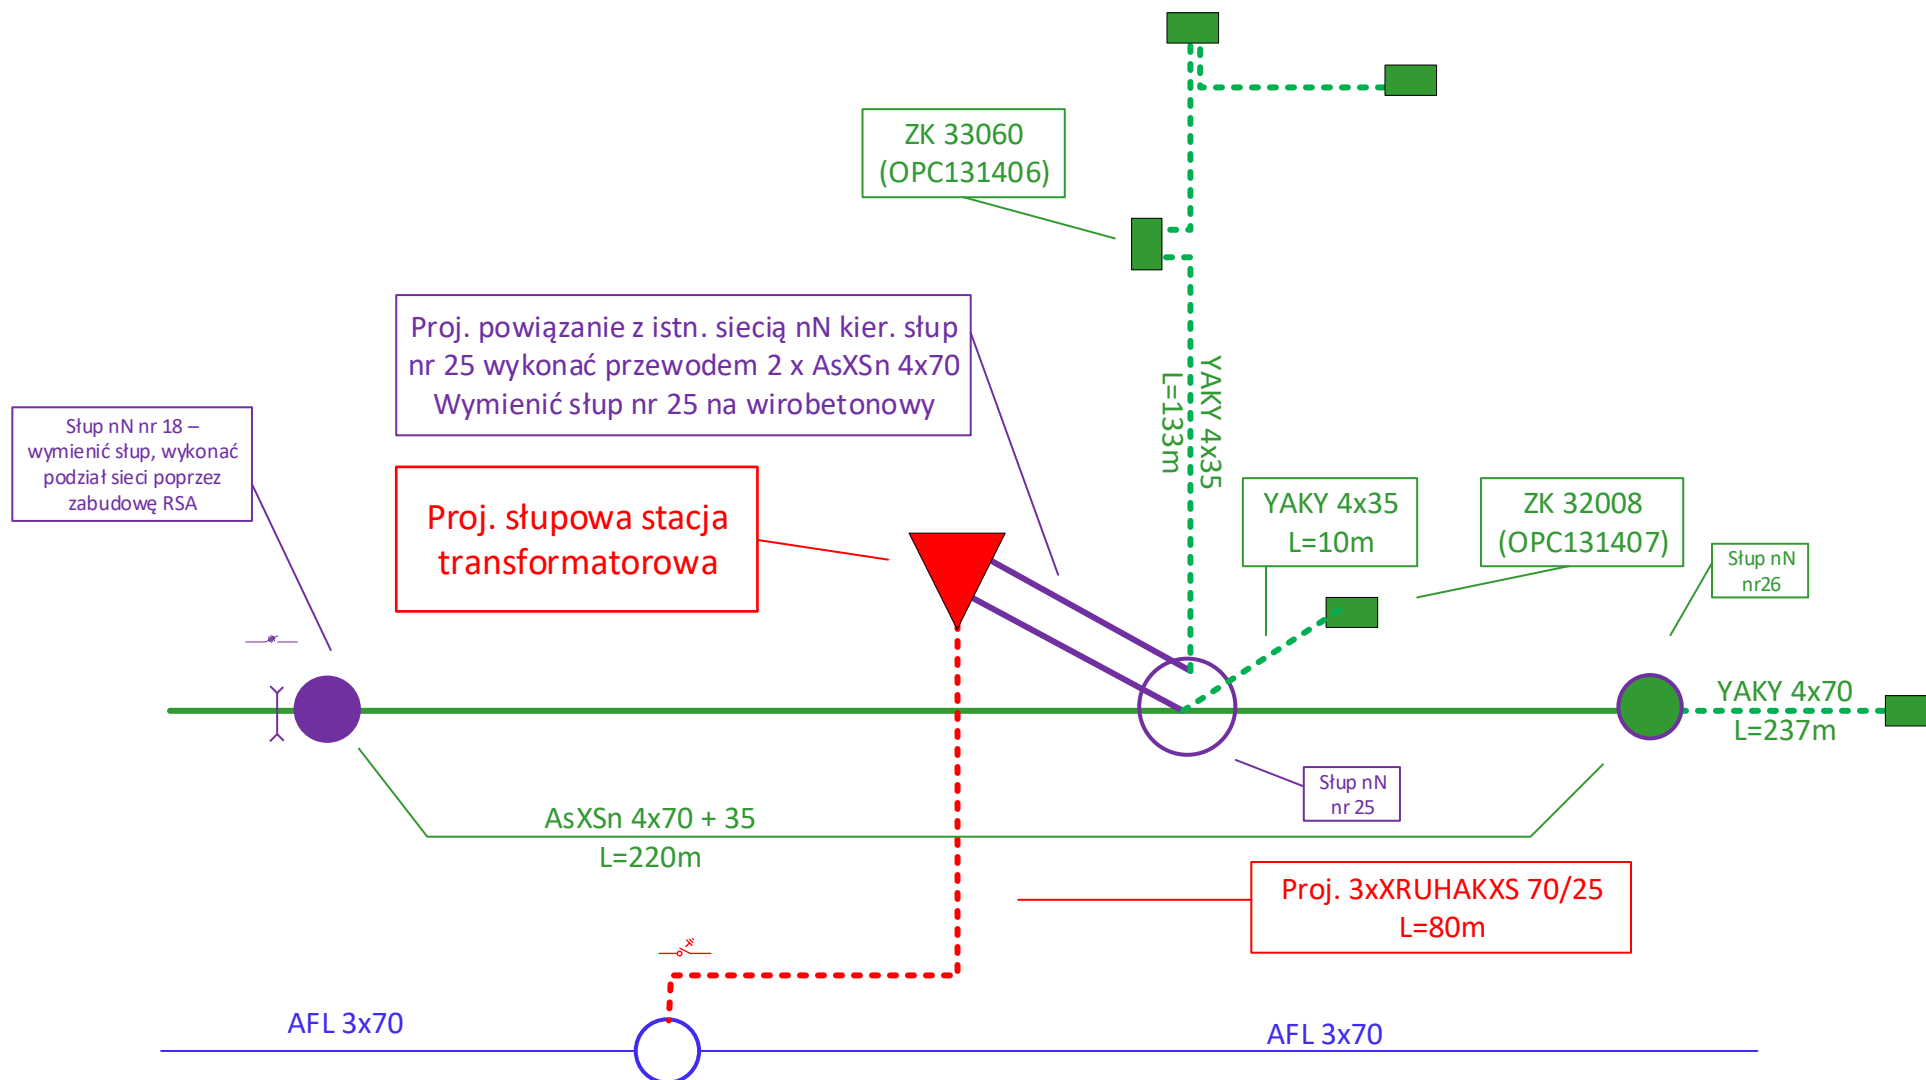 ZK 33060
(OPC131406)
Proj. powiązanie z istn. siecią nN kier. słup
nr 25 wykonać przewodem 2 x AsXSn 4x70
Wymienić słup nr 25 na wirobetonowy
YAKY 4x35
L=133m
Słup nN nr 18 –
wymienić słup, wykonać
podział sieci poprzez
zabudowę RSA
Proj. słupowa stacja
transformatorowa
YAKY 4x35
L=10m
ZK 32008
(OPC131407)
Słup nN
nr26
YAKY 4x70
L=237m
Słup nN
nr 25
AsXSn 4x70 + 35
L=220m
Proj. 3xXRUHAKXS 70/25
L=80m
AFL 3x70
AFL 3x70